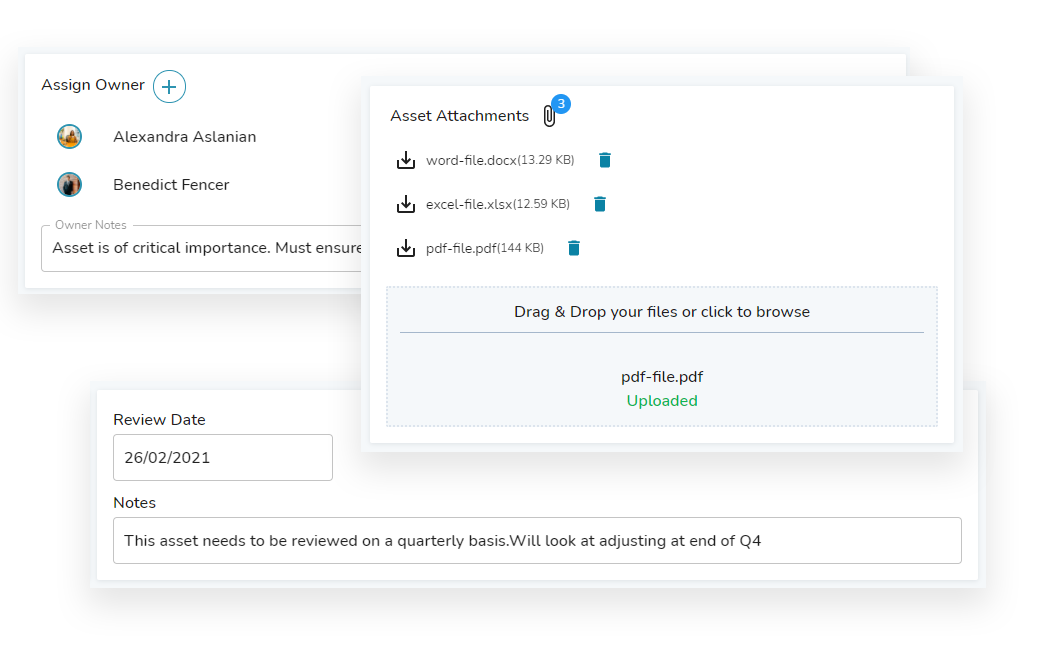 Assign Owner
Alexandra Aslanian
Benedict Fencer
Owner Notes
Asset is of critical importance. Must ensure
Asset Attachments 3
word-file.docx(13.29 KB)
excel-file.xlsx(12.59 KB)
pdf-file.pdf(144 KB)
Drag & Drop your files or click to browse
pdf-file.pdf
Uploaded
Review Date
26/02/2021
Notes
This asset needs to be reviewed on a quarterly basis.Will look at adjusting at end of Q4